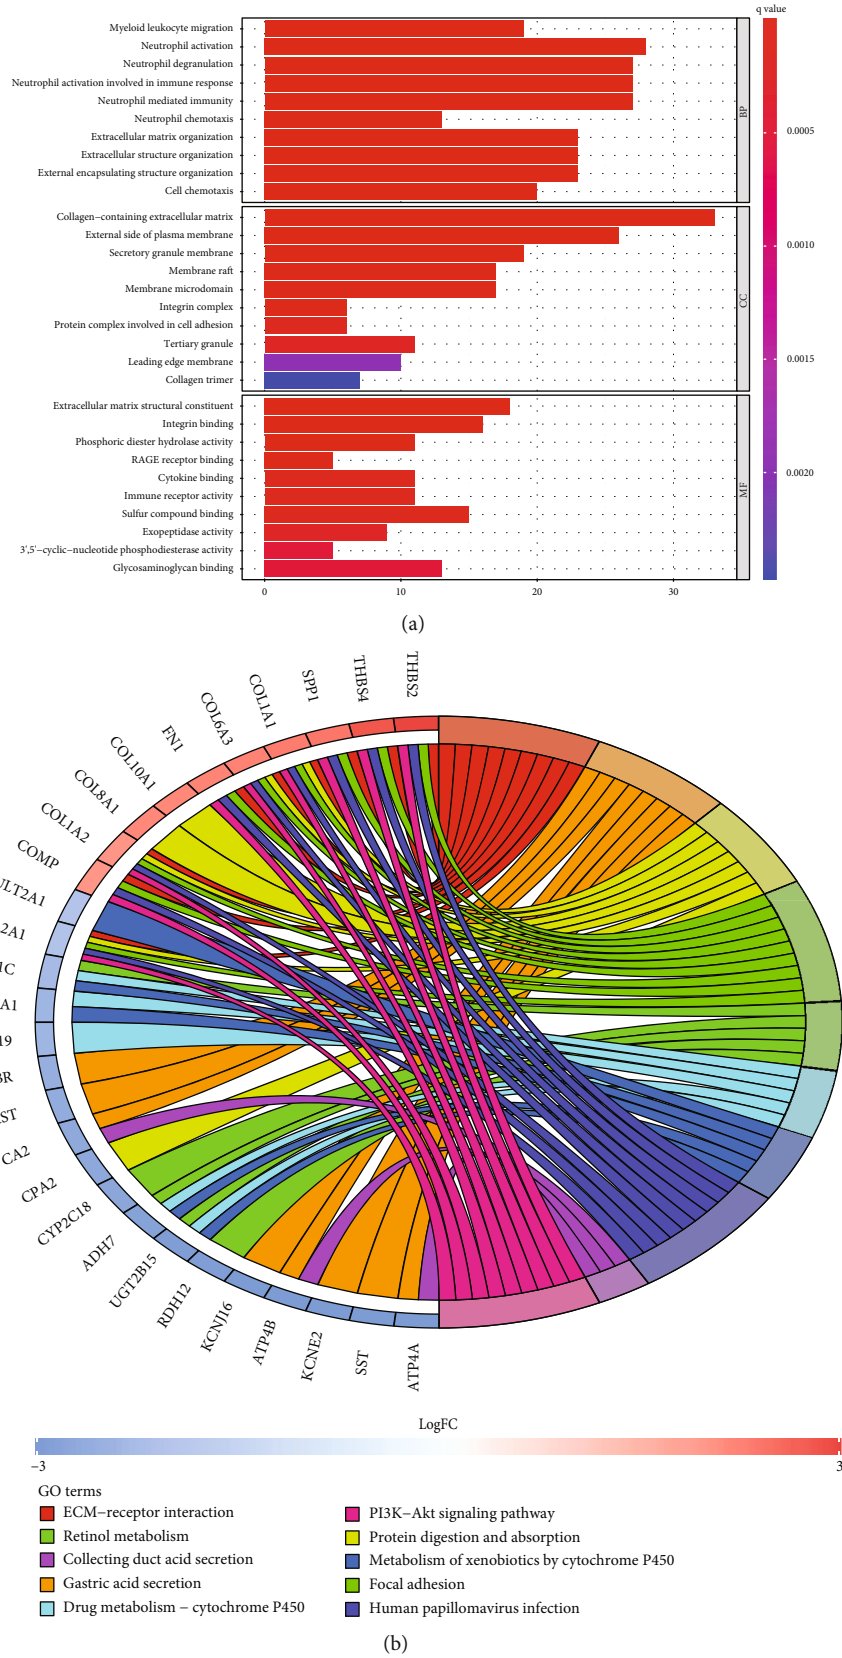 q value
Myeloid leukocyte migration
Neutrophil activation
Neutrophil degranulation
Neutrophil activation involved in immune response
Neutrophil mediated immunity
Neutrophil chemotaxis
Extracellular matrix organization
Extracellular structure organization
External encapsulating structure organization
Cell chemotaxis
BP
Collagen−containing extracellular matrix
External side of plasma membrane
Secretory granule membrane
Membrane raft
Membrane microdomain
Integrin complex
Protein complex involved in cell adhesion
Tertiary granule
Leading edge membrane
Collagen trimer
CC
Extracellular matrix structural constituent
Integrin binding
Phosphoric diester hydrolase activity
RAGE receptor binding
Cytokine binding
Immune receptor activity
Sulfur compound binding
Exopeptidase activity
3′,5′−cyclic−nucleotide phosphodiesterase activity
Glycosaminoglycan binding
MF
0.0005
0.0010
0.0015
0.0020
0 10 20 30
(a)
THBS2
THBS4
SPP1
COL1A1
COL6A3
FN1
COL10A1
COL8A1
COL1A2
COMP
ULT2A1
2A1
1C
A1
19
3R
ST
CA2
CPA2
CYP2C18
ADH7
UGT2B15
RDH12
KCNJ16
ATP4B
KCNE2
SST
ATP4A
LogFC
−3 3
GO terms
ECM−receptor interaction
Retinol metabolism
Collecting duct acid secretion
Gastric acid secretion
Drug metabolism − cytochrome P450
PI3K−Akt signaling pathway
Protein digestion and absorption
Metabolism of xenobiotics by cytochrome P450
Focal adhesion
Human papillomavirus infection
(b)